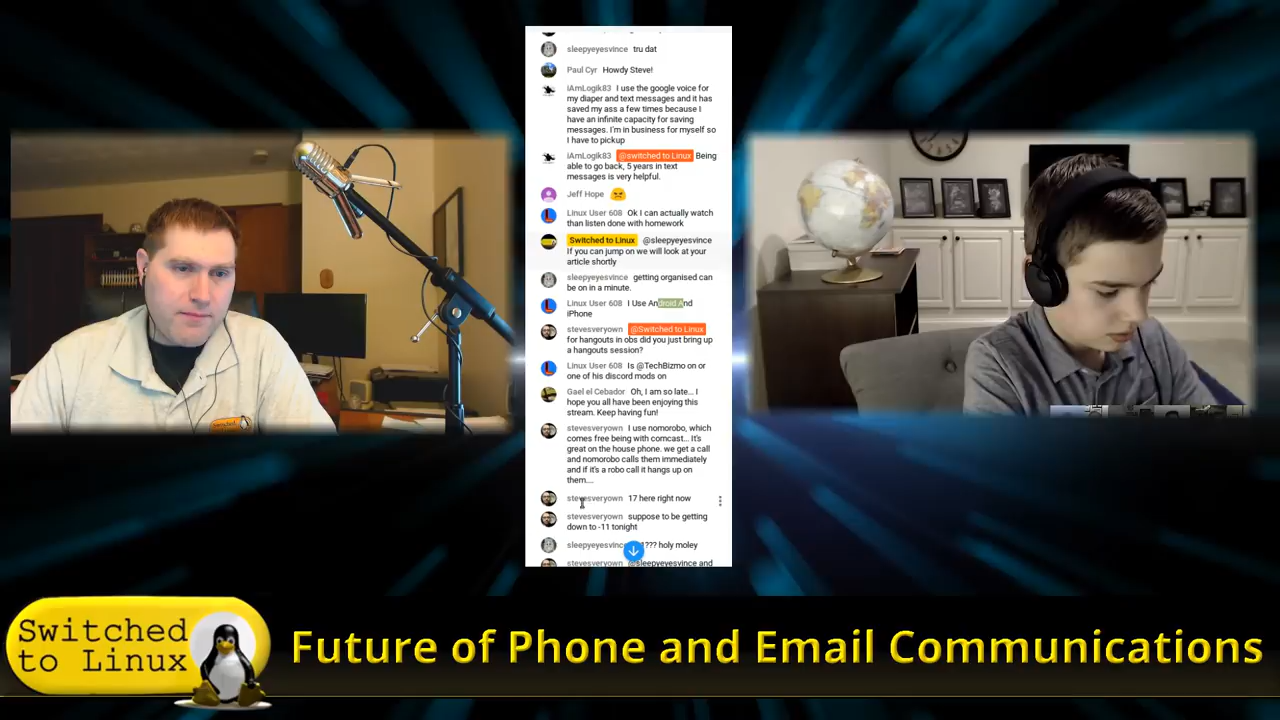 sleepyeyesvince tru dat
Paul Cyr Howdy Steve!
iAmLogik83 I use the google voice for
my diaper and text messages and it has
saved my ass a few times because I
have an infinite capacity for saving
messages. I'm in business for myself so
I have to pickup
iAmLogik83 @switched to Linux Being
able to go back, 5 years in text
messages is very helpful.
Jeff Hope
Linux User 608 Ok I can actually watch
than listen done with homework
Switched to Linux @sleepyeyesvince
If you can jump on we will look at your
article shortly
sleepyeyesvince getting organised can
be on in a minute.
Linux User 608 I Use Android And
iPhone
stevesveryown @Switched to Linux
for hangouts in obs did you just bring up
a hangouts session?
Linux User 608 Is @TechBizmo on or
one of his discord mods on
Gael el Cebador Oh, I am so late... I
hope you all have been enjoying this
stream. Keep having fun!
stevesveryown I use nomorobo, which
comes free being with comcast... It's
great on the house phone. we get a call
and nomorobo calls them immediately
and if it's a robo call it hangs up on
them....
stevesveryown 17 here right now
stevesveryown suppose to be getting
down to -11 tonight
sleepyeyesvince ??? holy moley
stevesveryown @sleepyeyesvince and
Switched
to Linux
Future of Phone and Email Communications